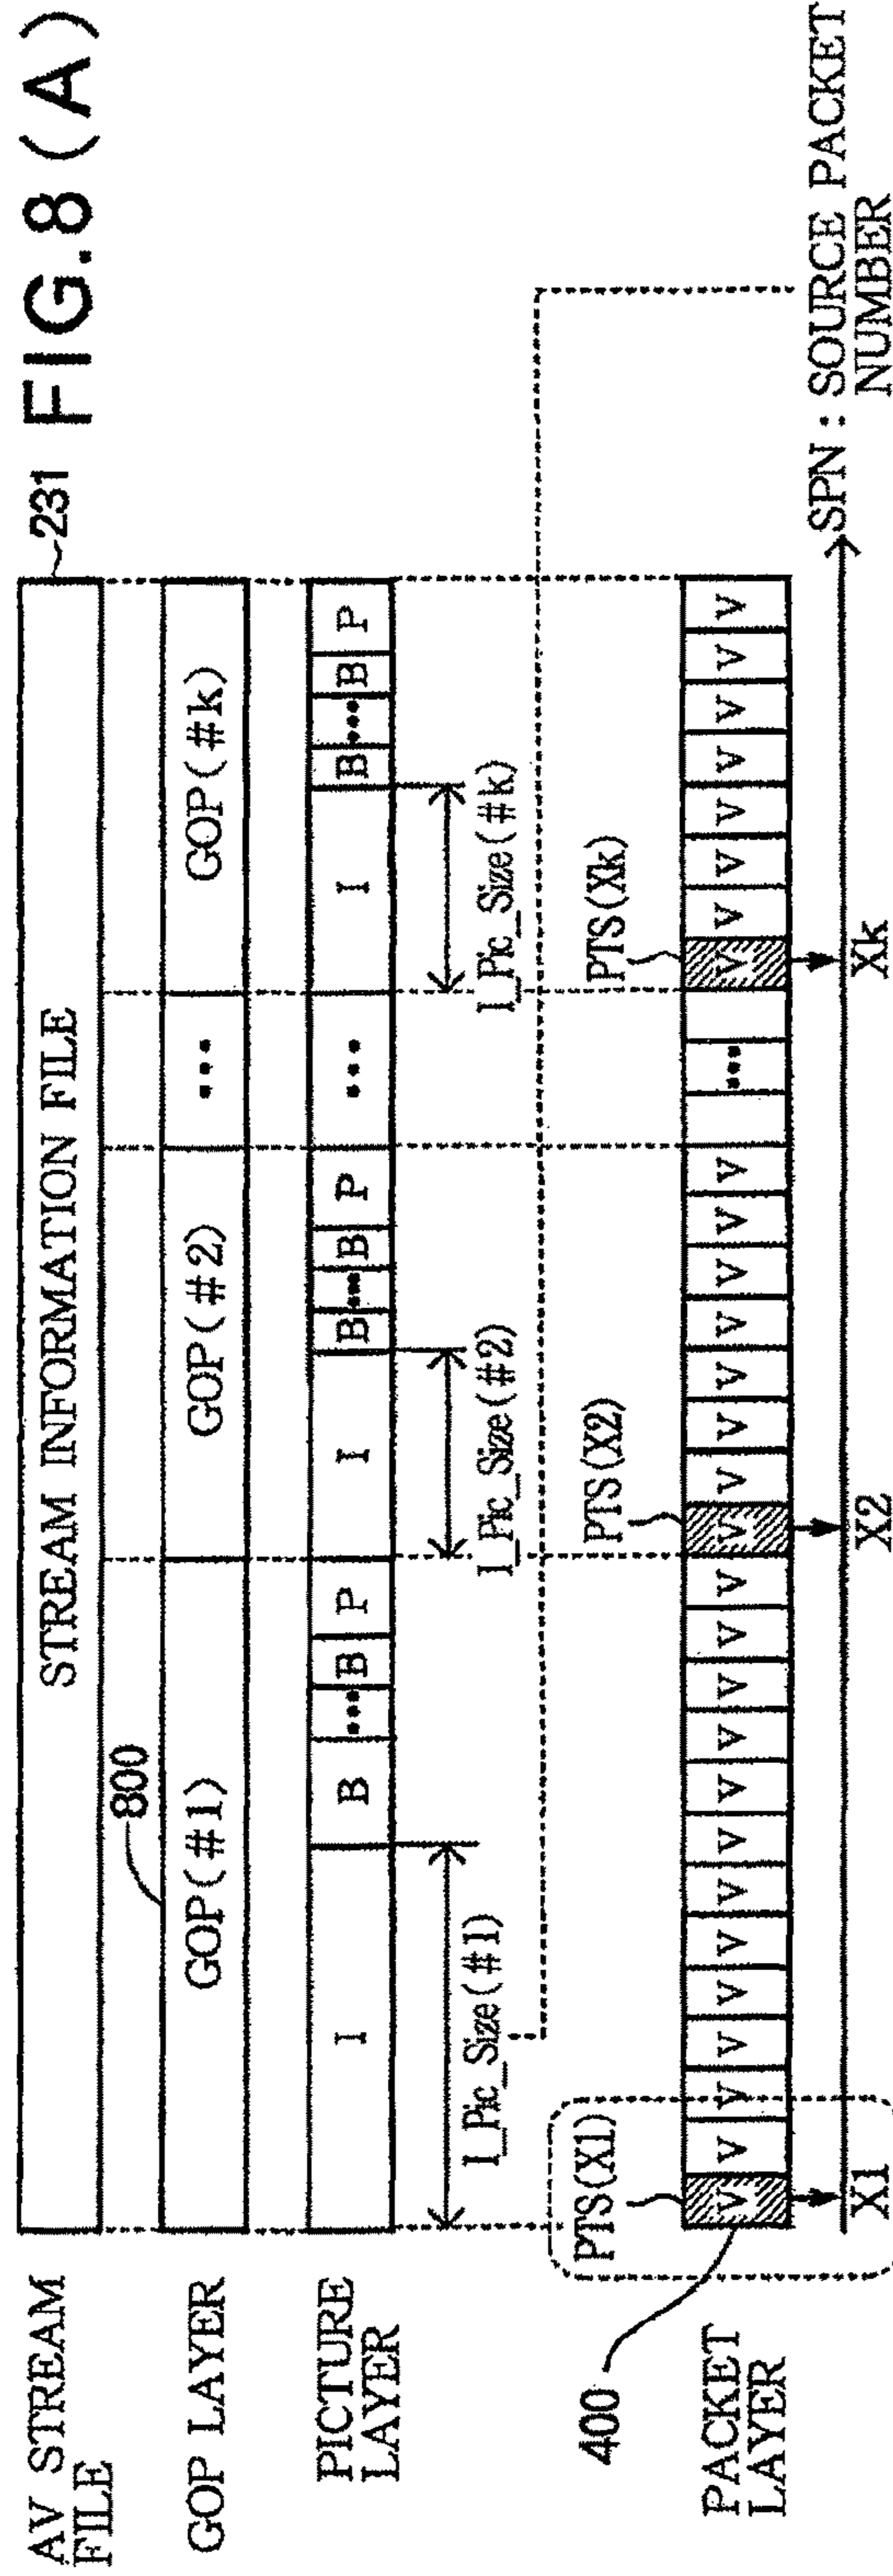 FIG.8(A)
AV STREAM
FILE
STREAM INFORMATION FILE
231
800
GOP LAYER
GOP(#1)
GOP(#2)
•••
GOP(#k)
PICTURE
LAYER
I B ••• B P I B ••• B P ••• I B ••• B P
I_Pic_Size(#1)
I_Pic_Size(#2)
I_Pic_Size(#k)
PTS(X1)
PTS(X2)
PTS(Xk)
400
PACKET
LAYER
V V V V V V V V V V V V V V V V V V V V V ••• V V V V V V V V
X1
X2
Xk
SPN : SOURCE PACKET
NUMBER